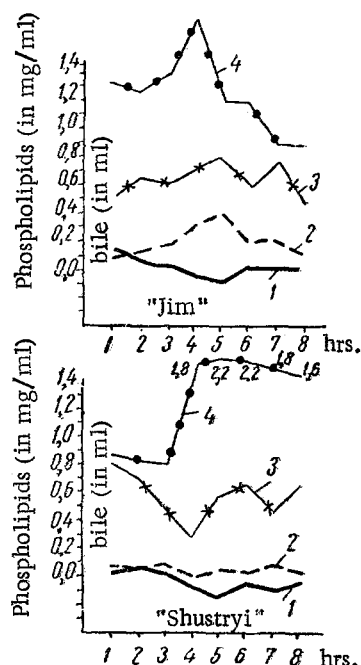 Phospholipids (in mg/ml)
bile (in ml)
1,4
1,2
1,0
0,8
0,6
0,4
0,2
0,0
4
3
2
1
"Jim"
1 2 3 4 5 6 7 8 hrs.
Phospholipids (in mg/ml)
bile (in ml)
1,4
1,2
1,0
0,8
0,6
0,4
0,2
0,0
1,8 2,2 2,2 1,8 1,6
4
3
2
1
1 2 3 4 5 6 7 8 hrs.
"Shustryi"